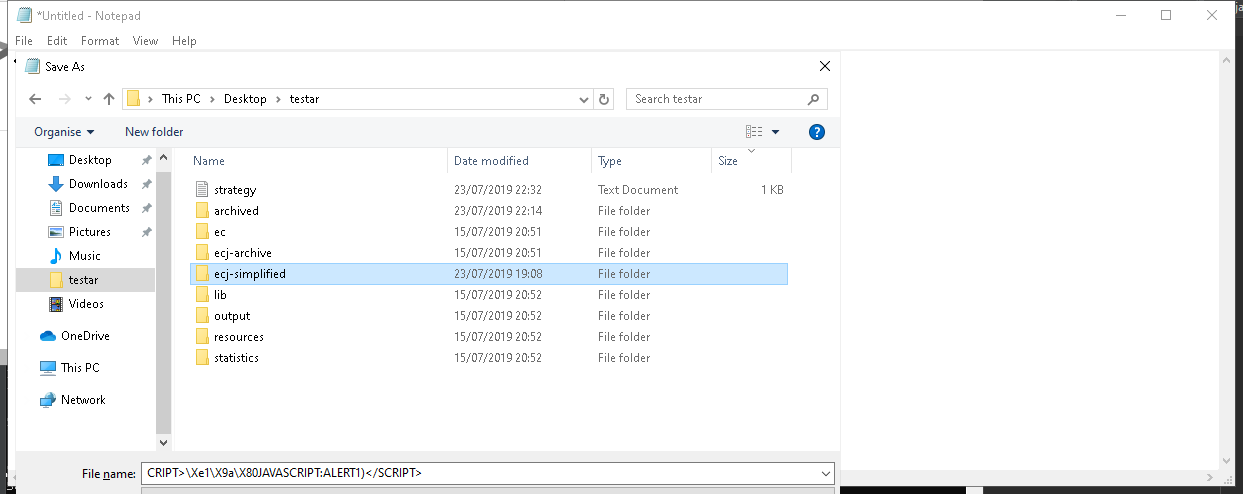 *Untitled - Notepad
File Edit Format View Help
Save As
This PC > Desktop > testar
Search testar
Organise New folder
Name Date modified Type Size
Desktop
Downloads
Documents
Pictures
Music
testar
Videos
OneDrive
This PC
Network
strategy 23/07/2019 22:32 Text Document 1 KB
archived 23/07/2019 22:14 File folder
ec 15/07/2019 20:51 File folder
ecj-archive 15/07/2019 20:51 File folder
ecj-simplified 23/07/2019 19:08 File folder
lib 15/07/2019 20:52 File folder
output 15/07/2019 20:52 File folder
resources 15/07/2019 20:52 File folder
statistics 15/07/2019 20:52 File folder
File name: CRIPT>\Xe1\X9a\X80JAVASCRIPT:ALERT1)</SCRIPT>